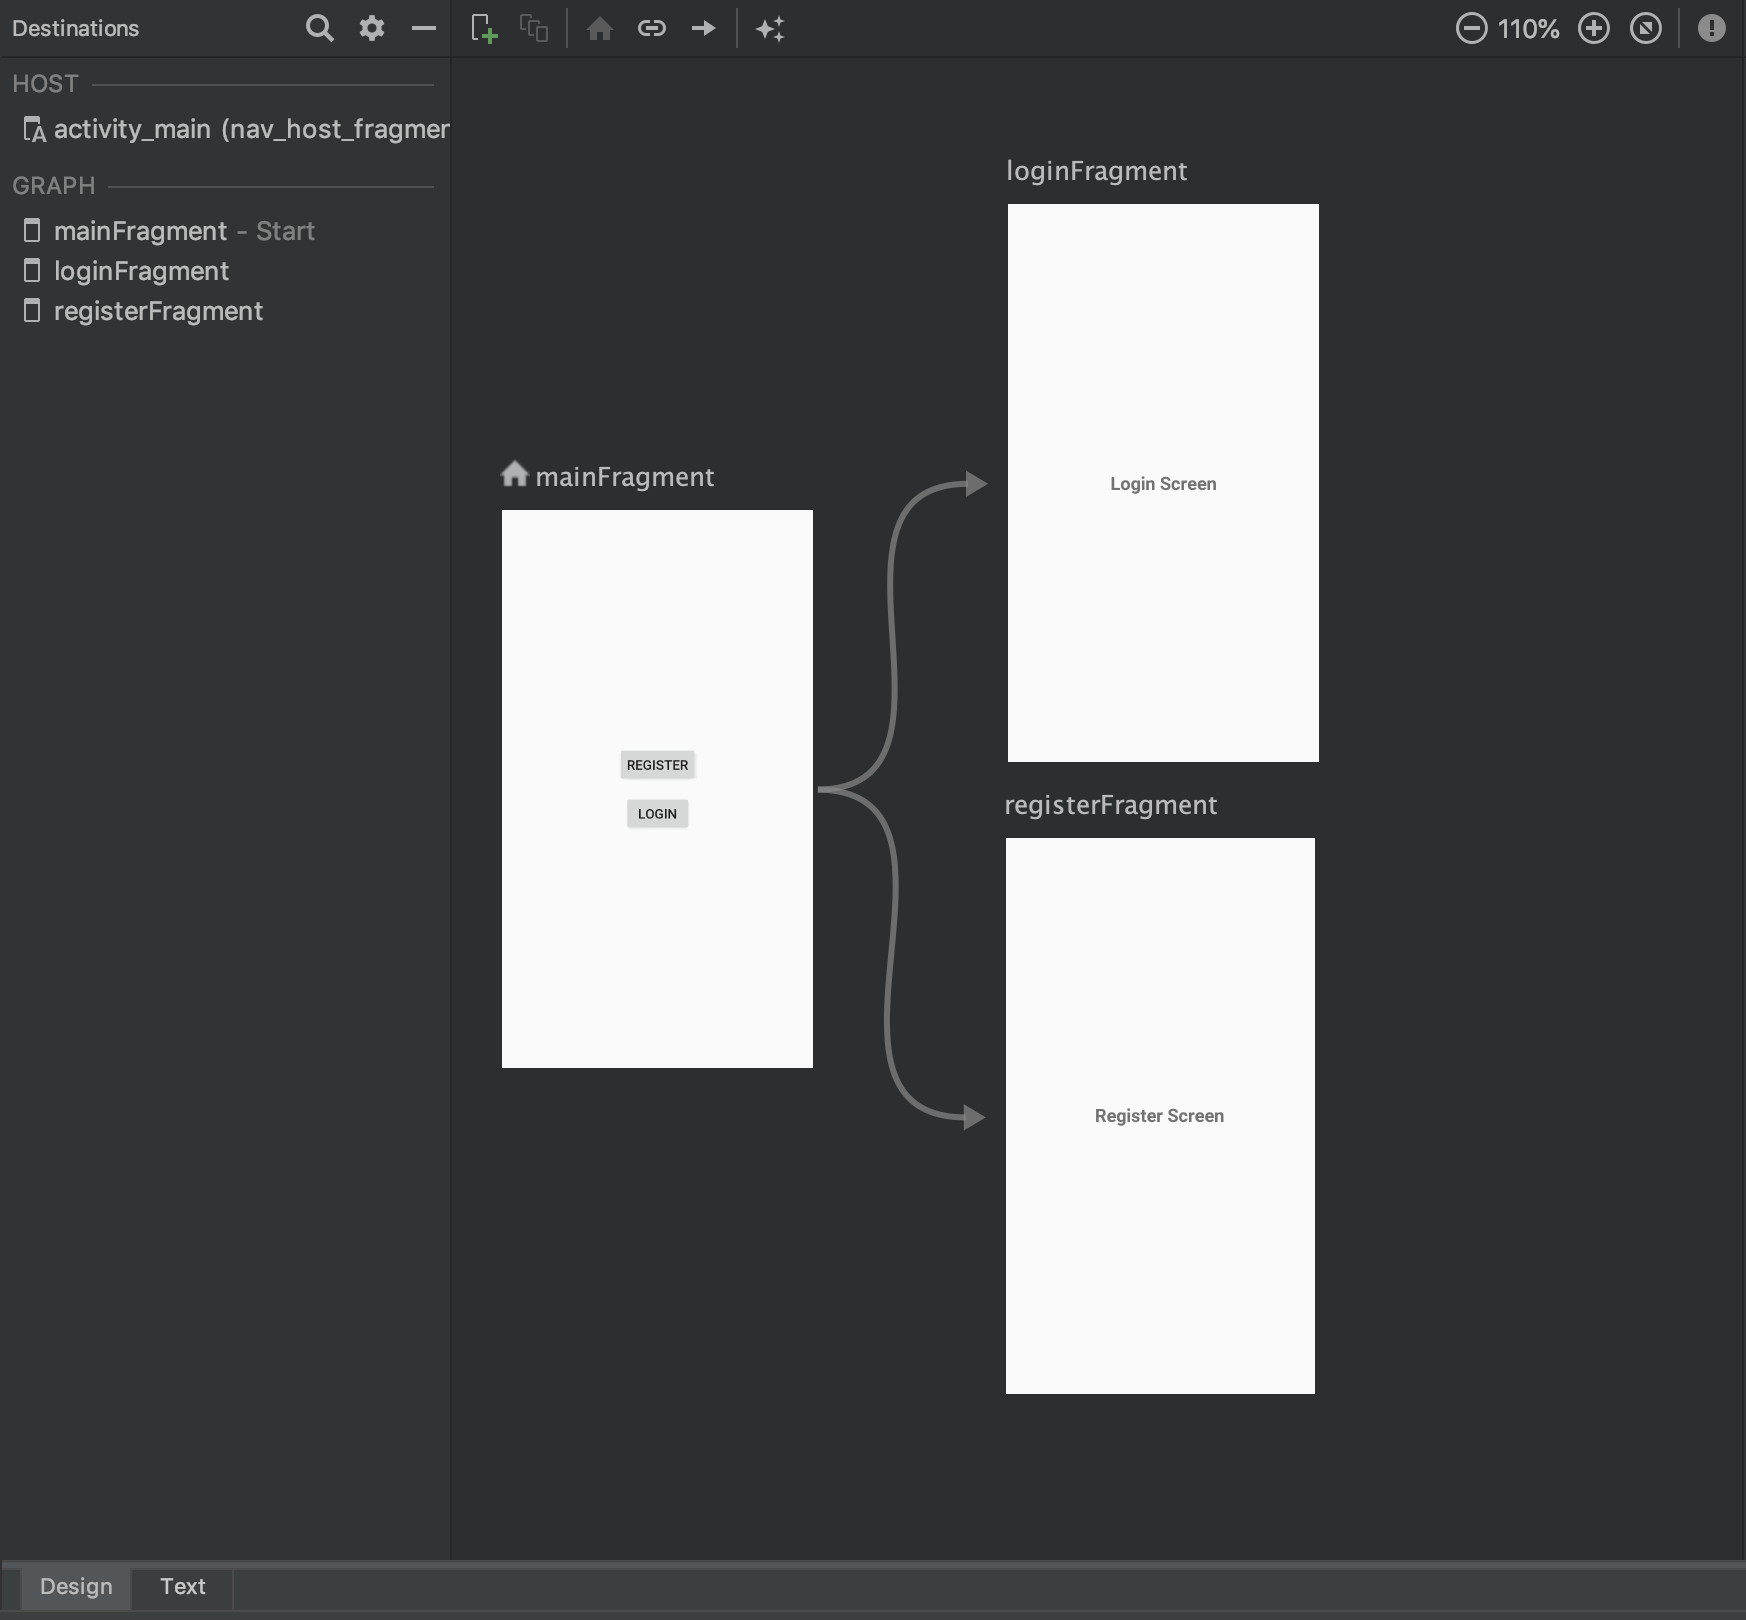 Destinations
110%
HOST
activity_main (nav_host_fragmer
GRAPH
mainFragment - Start
loginFragment
registerFragment
loginFragment
Login Screen
mainFragment
REGISTER
LOGIN
registerFragment
Register Screen
Design
Text